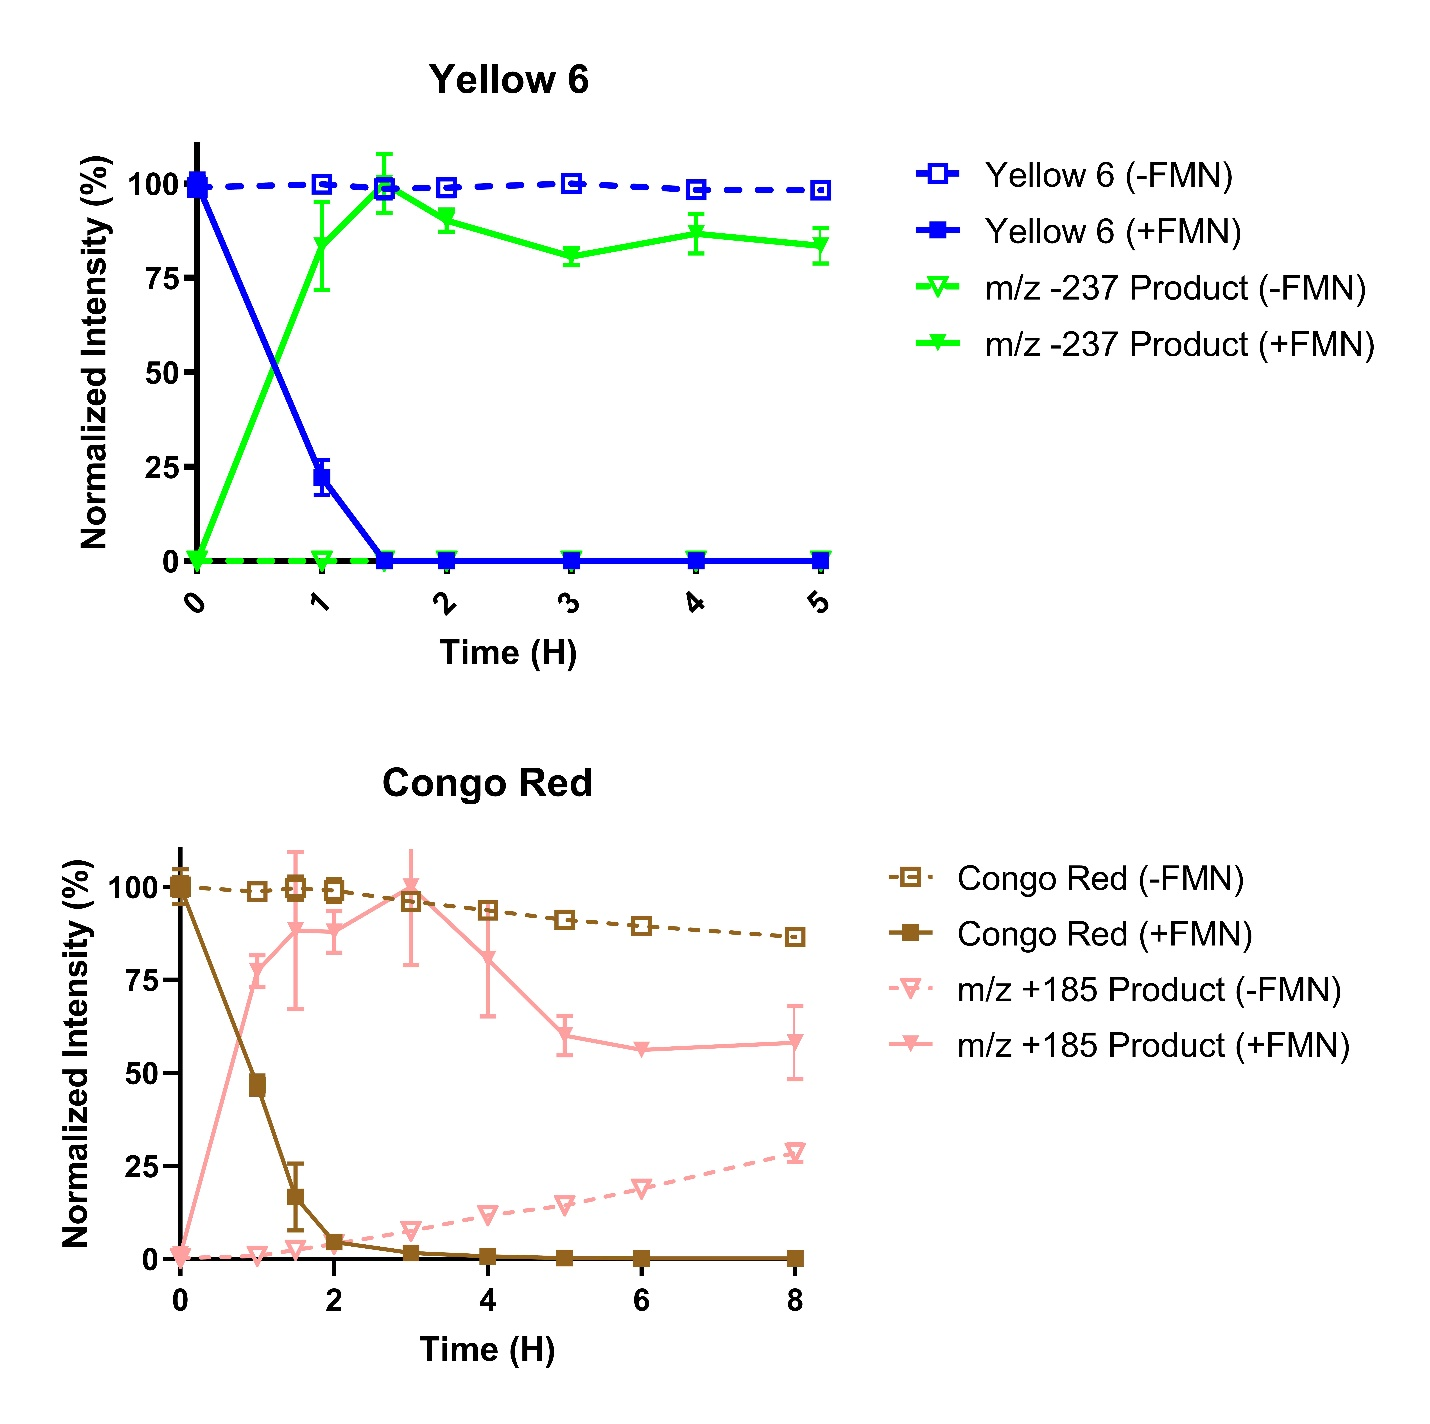 Yellow 6
Normalized Intensity (%)
100
75
50
25
0
0 1 2 3 4 5
Time (H)
Yellow 6 (-FMN)
Yellow 6 (+FMN)
m/z -237 Product (-FMN)
m/z -237 Product (+FMN)
Congo Red
Normalized Intensity (%)
100
75
50
25
0
0 2 4 6 8
Time (H)
Congo Red (-FMN)
Congo Red (+FMN)
m/z +185 Product (-FMN)
m/z +185 Product (+FMN)